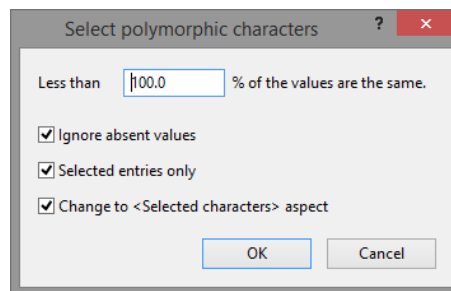 Select polymorphic characters ? ×
Less than 100.0 % of the values are the same.
Ignore absent values
Selected entries only
Change to <Selected characters> aspect
OK Cancel